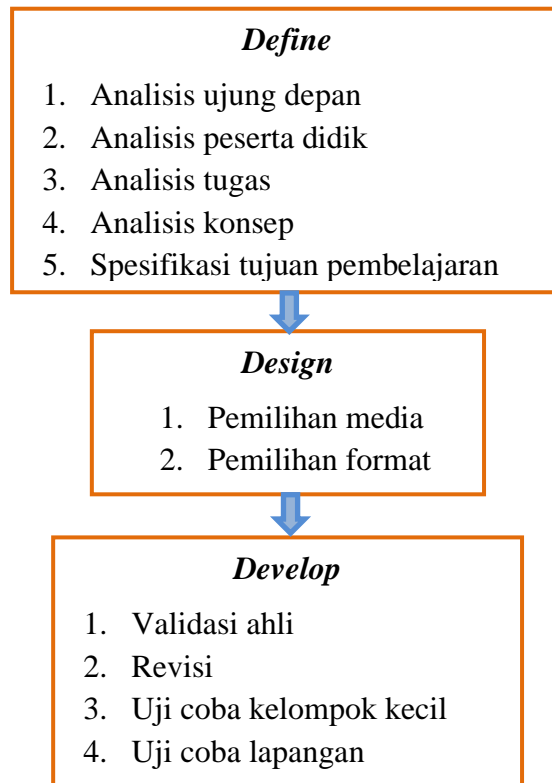 Define
1. Analisis ujung depan
2. Analisis peserta didik
3. Analisis tugas
4. Analisis konsep
5. Spesifikasi tujuan pembelajaran
Design
1. Pemilihan media
2. Pemilihan format
Develop
1. Validasi ahli
2. Revisi
3. Uji coba kelompok kecil
4. Uji coba lapangan